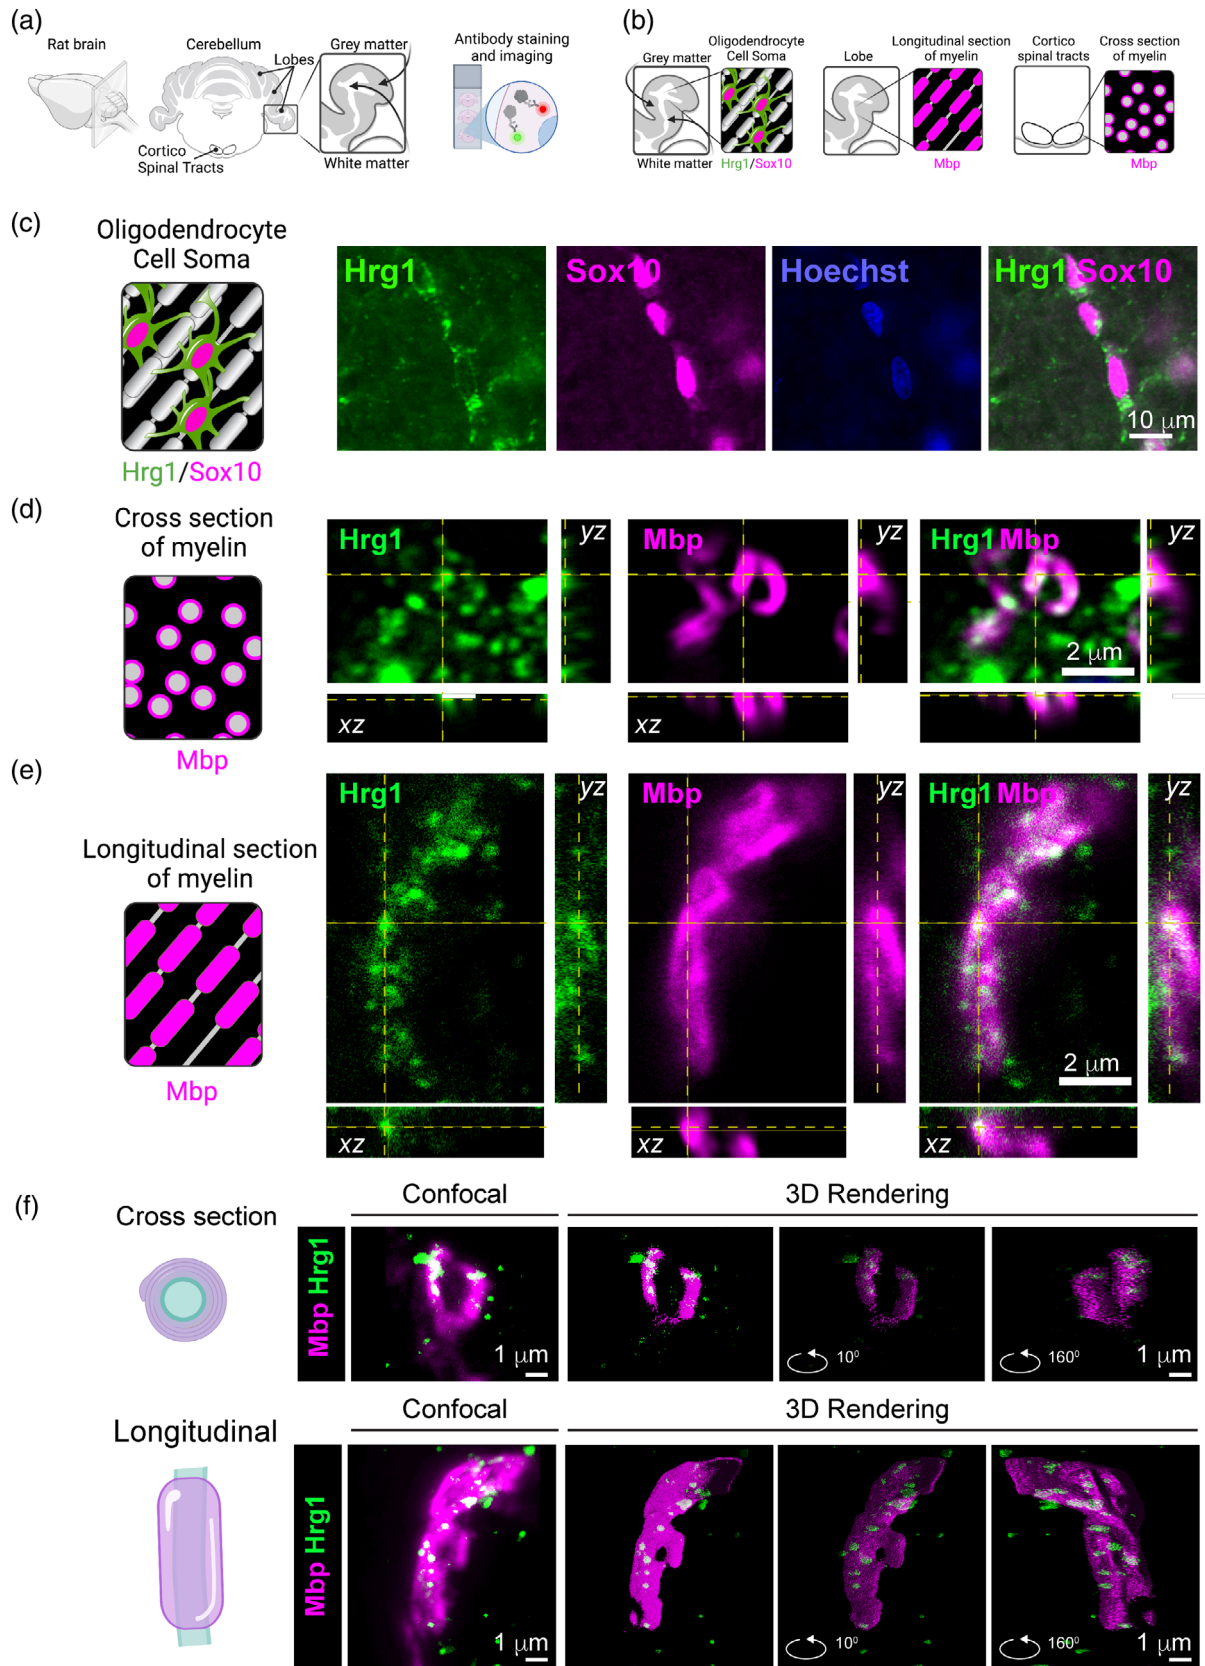 (a)
Rat brain
Cerebellum
Lobes
Grey matter
White matter
Cortico
Spinal Tracts
Antibody staining
and imaging
(b)
Grey matter
White matter
Oligodendrocyte
Cell Soma
Hrg1/Sox10
Lobe
Longitudinal section
of myelin
Mbp
Cortico
spinal tracts
Cross section
of myelin
Mbp
(c)
Oligodendrocyte
Cell Soma
Hrg1/Sox10
Hrg1
Sox10
Hoechst
Hrg1 Sox10
10 μm
(d)
Cross section
of myelin
Mbp
Hrg1
yz
xz
Mbp
yz
xz
Hrg1 Mbp
yz
2 μm
(e)
Longitudinal section
of myelin
Mbp
Hrg1
yz
xz
Mbp
yz
xz
Hrg1 Mbp
yz
2 μm
xz
(f)
Cross section
Confocal
3D Rendering
Mbp Hrg1
1 μm
10⁰
160⁰
1 μm
Longitudinal
Confocal
3D Rendering
Mbp Hrg1
1 μm
10⁰
160⁰
1 μm